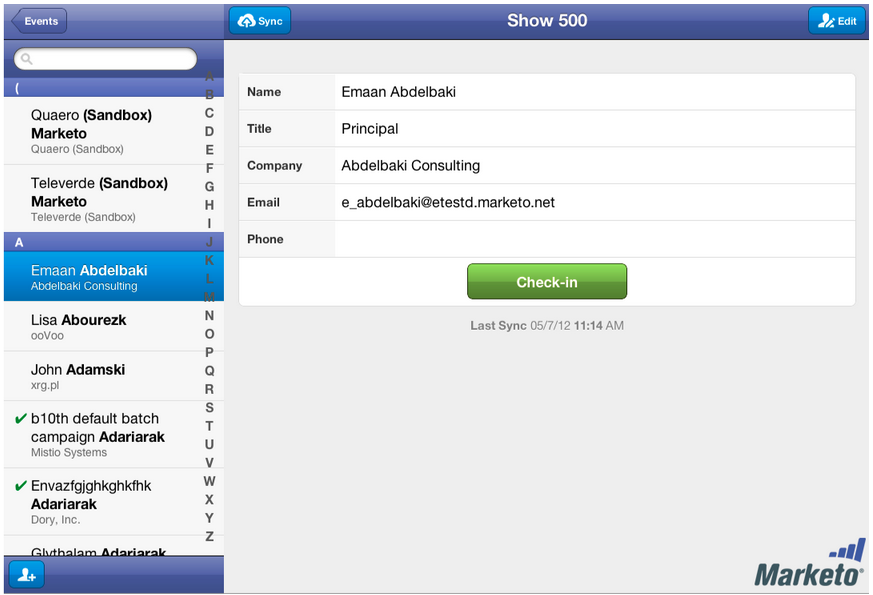 Events
Sync
Show 500
Edit
(
Quaero (Sandbox)
Marketo
Quaero (Sandbox)
Televerde (Sandbox)
Marketo
Televerde (Sandbox)
A
Emaan Abdelbaki
Abdelbaki Consulting
Lisa Abourezk
ooVoo
John Adamski
xrg.pl
b10th default batch
campaign Adariarak
Mistio Systems
Envazfgjghkghkfhk
Adariarak
Dory, Inc.
Glythalam Adariarak
A
B
C
D
E
F
G
H
I
J
K
L
M
N
O
P
Q
R
S
T
U
V
W
X
Y
Z
Name Emaan Abdelbaki
Title Principal
Company Abdelbaki Consulting
Email e_abdelbaki@etestd.marketo.net
Phone
Check-in
Last Sync 05/7/12 11:14 AM
Marketo®